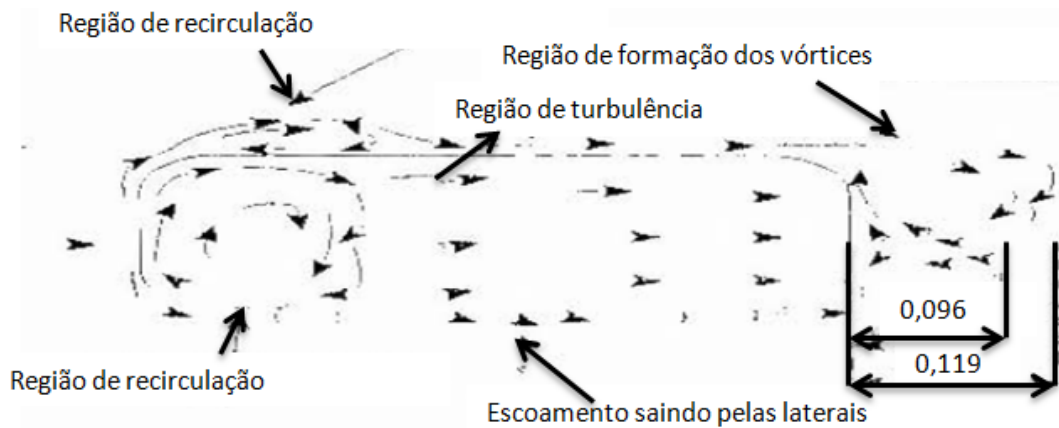 Região de recirculação
Região de formação dos vórtices
Região de turbulência
0,096
0,119
Região de recirculação
Escoamento saindo pelas laterais